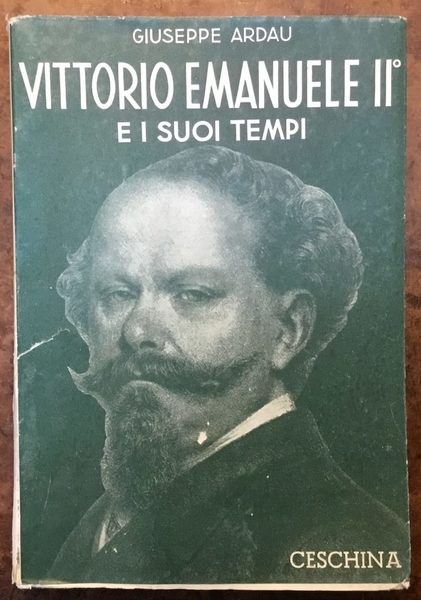 GIUSEPPE ARDAU
VITTORIO EMANUELE II°
E I SUOI TEMPI
CESCHINA